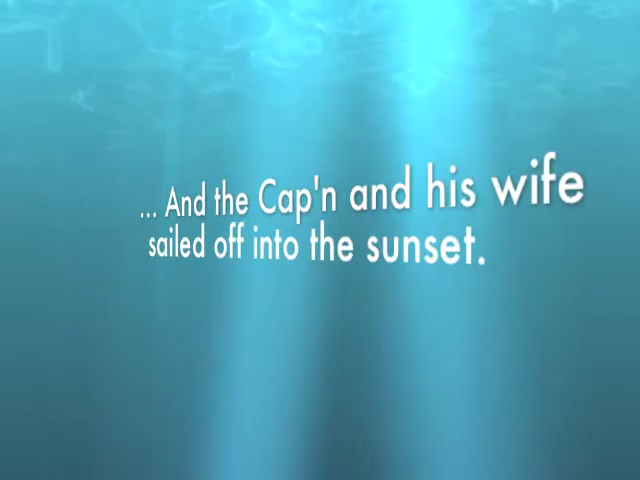 ... And the Cap'n and his wife
sailed off into the sunset.